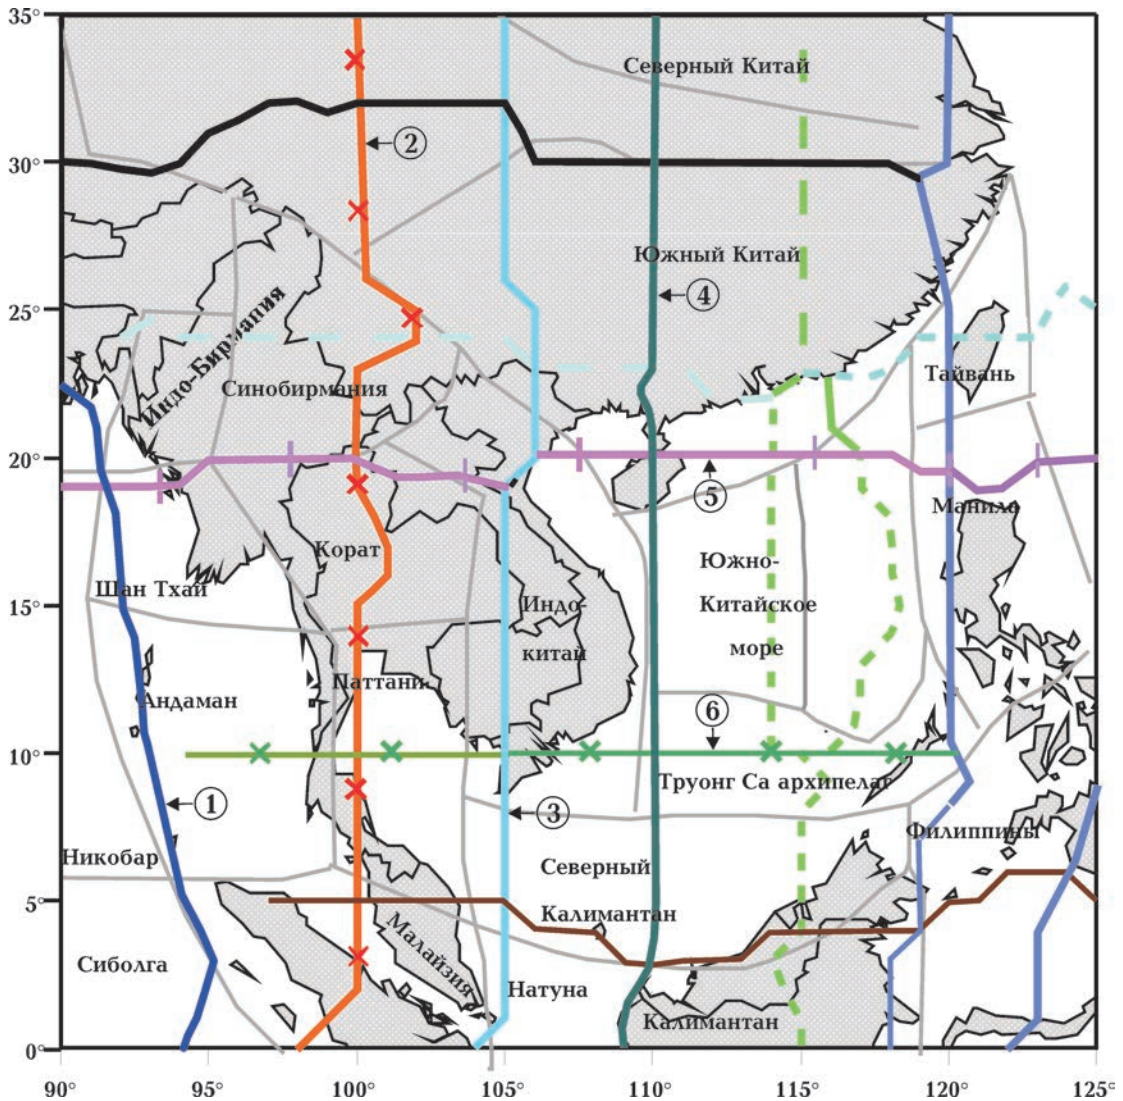 35°
Северный Китай
②
30°
Южный Китай
④
25°
Индо-Бирмания
Тайвань
Синобирмания
20°
⑤
Манила
Корат
Южно-
Шан Тхай
Индо-
Китайское
15°
китай
море
Паттани
Андаман
⑥
10°
Труонг Са архипелаг
①
③
Филиппины
Никобар
Северный
5°
Калимантан
Малайзия
Сиболга
Натуна
Калимантан
0°
90° 95° 100° 105° 110° 115° 120° 125°